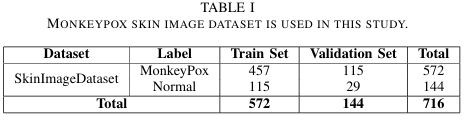 TABLE I
MONKEYPOX SKIN IMAGE DATASET IS USED IN THIS STUDY.
Dataset Label Train Set Validation Set Total
SkinImageDataset MonkeyPox 457 115 572
Normal 115 29 144
Total 572 144 716